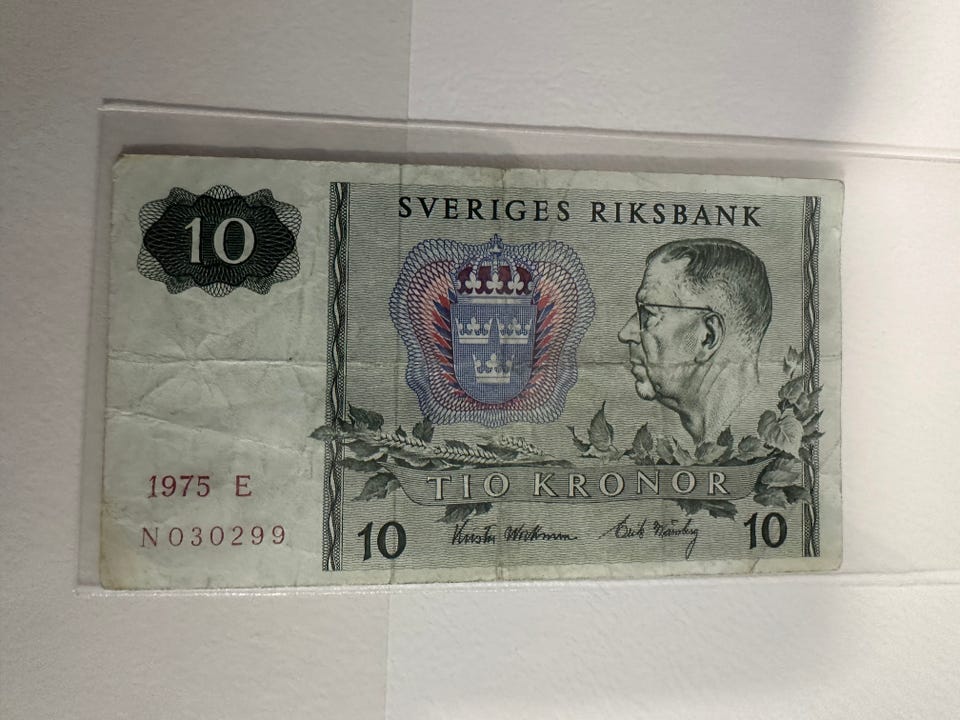 10
SVERIGES RIKSBANK
TIO KRONOR
1975 E
N030299
10
10